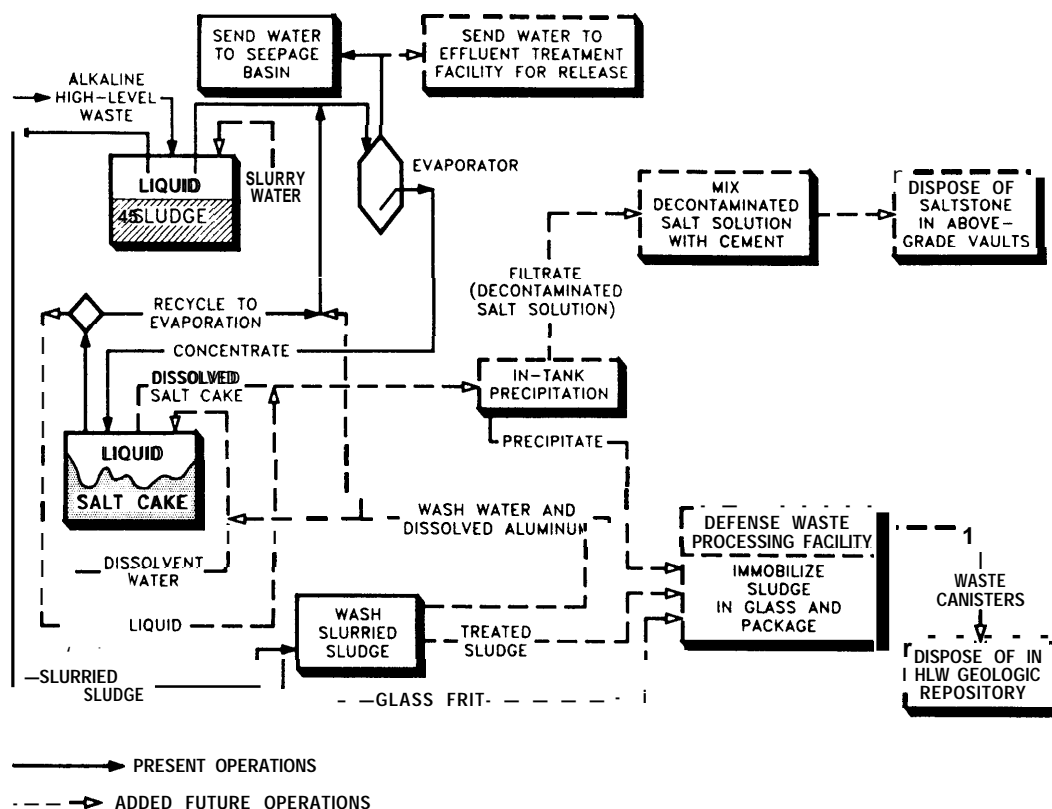 SEND WATER
TO SEEPAGE
BASIN
SEND WATER TO
EFFLUENT TREATMENT
FACILITY FOR RELEASE
ALKALINE
HIGH-LEVEL
WASTE
LIQUID
SLUDGE
SLURRY
WATER
EVAPORATOR
MIX
DECONTAMINATED
SALT SOLUTION
WITH CEMENT
DISPOSE OF
SALTSTONE
IN ABOVE-
GRADE VAULTS
FILTRATE
(DECONTAMINATED
SALT SOLUTION)
RECYCLE TO
EVAPORATION
CONCENTRATE
DISSOLVED
SALT CAKE
IN-TANK
PRECIPITATION
PRECIPITATE
LIQUID
SALT CAKE
WASH WATER AND
DISSOLVED ALUMINUM
DISSOLVENT
WATER
LIQUID
WASH
SLURRIED
SLUDGE
TREATED
SLUDGE
DEFENSE WASTE
PROCESSING FACILITY
IMMOBILIZE
SLUDGE
IN GLASS AND
PACKAGE
WASTE
CANISTERS
DISPOSE OF IN
HLW GEOLOGIC
REPOSITORY
SLURRIED
SLUDGE
GLASS FRIT
PRESENT OPERATIONS
ADDED FUTURE OPERATIONS